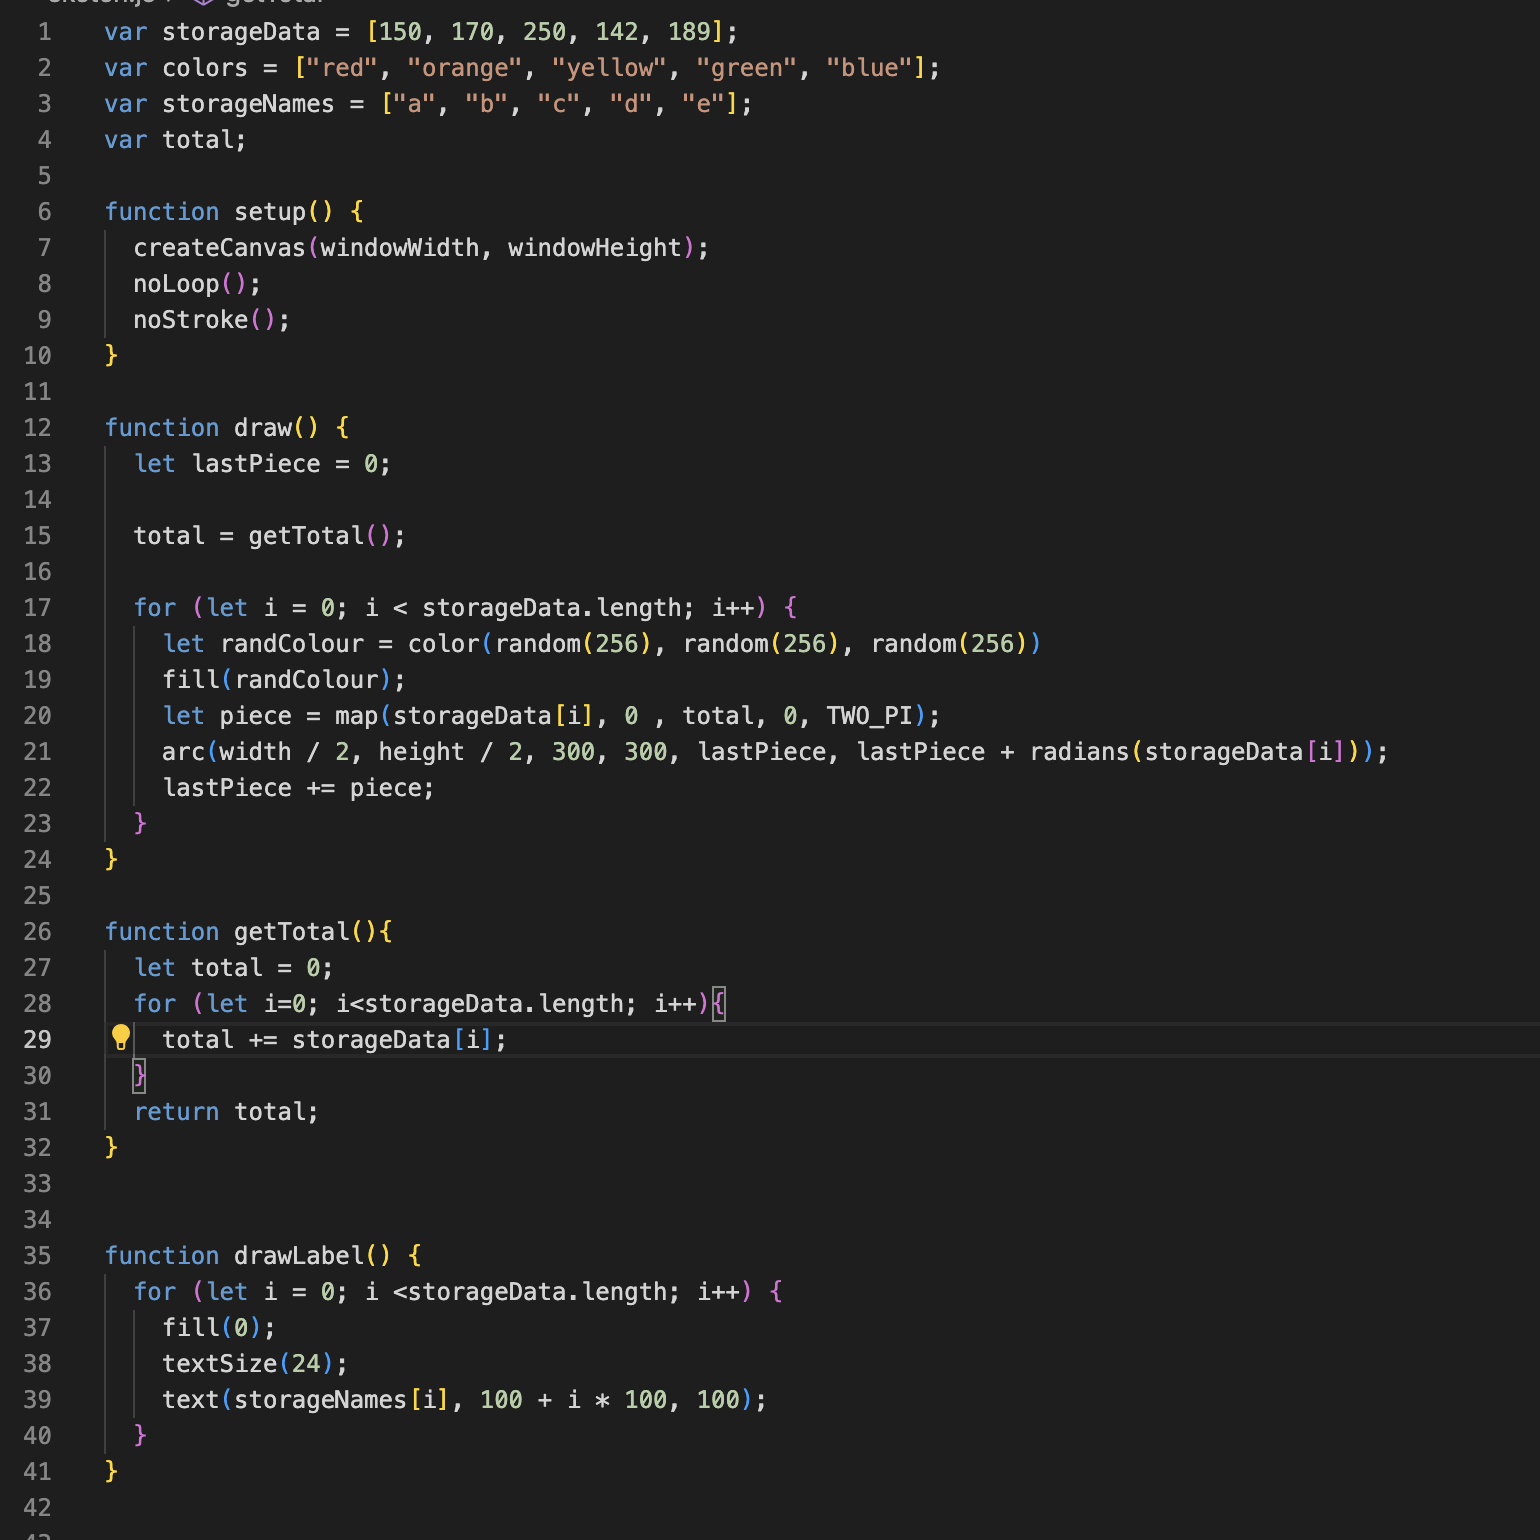 sketch.js > getTotal
1 var storageData = [150, 170, 250, 142, 189];
2 var colors = ["red", "orange", "yellow", "green", "blue"];
3 var storageNames = ["a", "b", "c", "d", "e"];
4 var total;
5
6 function setup() {
7   createCanvas(windowWidth, windowHeight);
8   noLoop();
9   noStroke();
10 }
11
12 function draw() {
13   let lastPiece = 0;
14
15   total = getTotal();
16
17   for (let i = 0; i < storageData.length; i++) {
18     let randColour = color(random(256), random(256), random(256))
19     fill(randColour);
20     let piece = map(storageData[i], 0 , total, 0, TWO_PI);
21     arc(width / 2, height / 2, 300, 300, lastPiece, lastPiece + radians(storageData[i]));
22     lastPiece += piece;
23   }
24 }
25
26 function getTotal(){
27   let total = 0;
28   for (let i=0; i<storageData.length; i++){
29     total += storageData[i];
30   }
31   return total;
32 }
33
34
35 function drawLabel() {
36   for (let i = 0; i <storageData.length; i++) {
37     fill(0);
38     textSize(24);
39     text(storageNames[i], 100 + i * 100, 100);
40   }
41 }
42
43